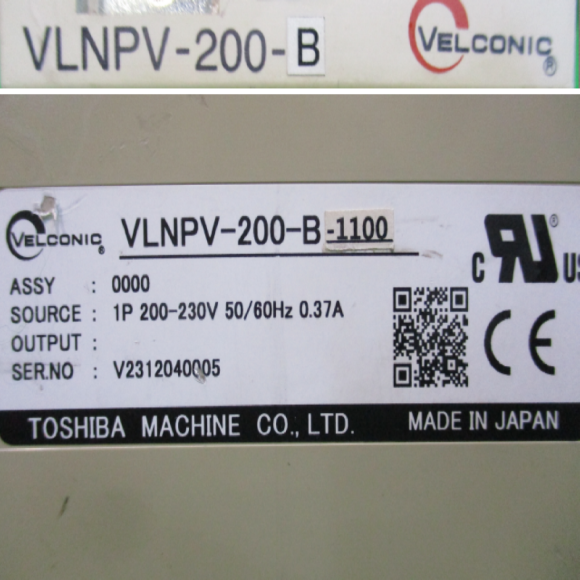 VLNPV-200-B VELCONIC ®
VELCONIC ® VLNPV-200-B-1100
ASSY : 0000
SOURCE : 1P 200-230V 50/60Hz 0.37A
OUTPUT :
SER.NO : V2312040005
C RU ® US
CE
TOSHIBA MACHINE CO., LTD. MADE IN JAPAN